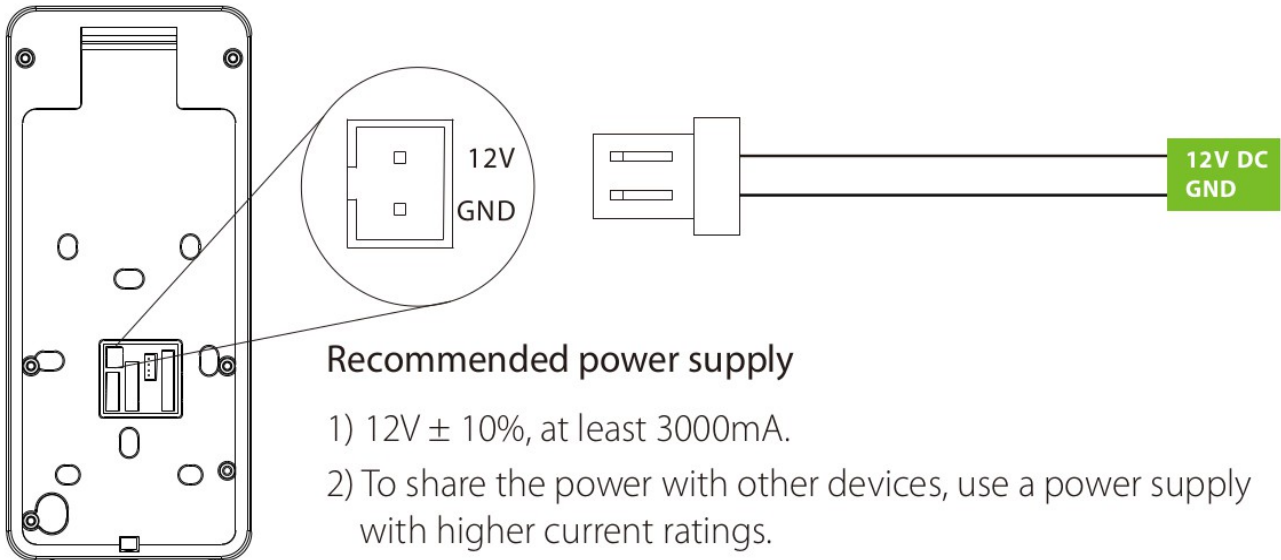 12V
GND
12V DC
GND
Recommended power supply
1) 12V ± 10%, at least 3000mA.
2) To share the power with other devices, use a power supply
with higher current ratings.